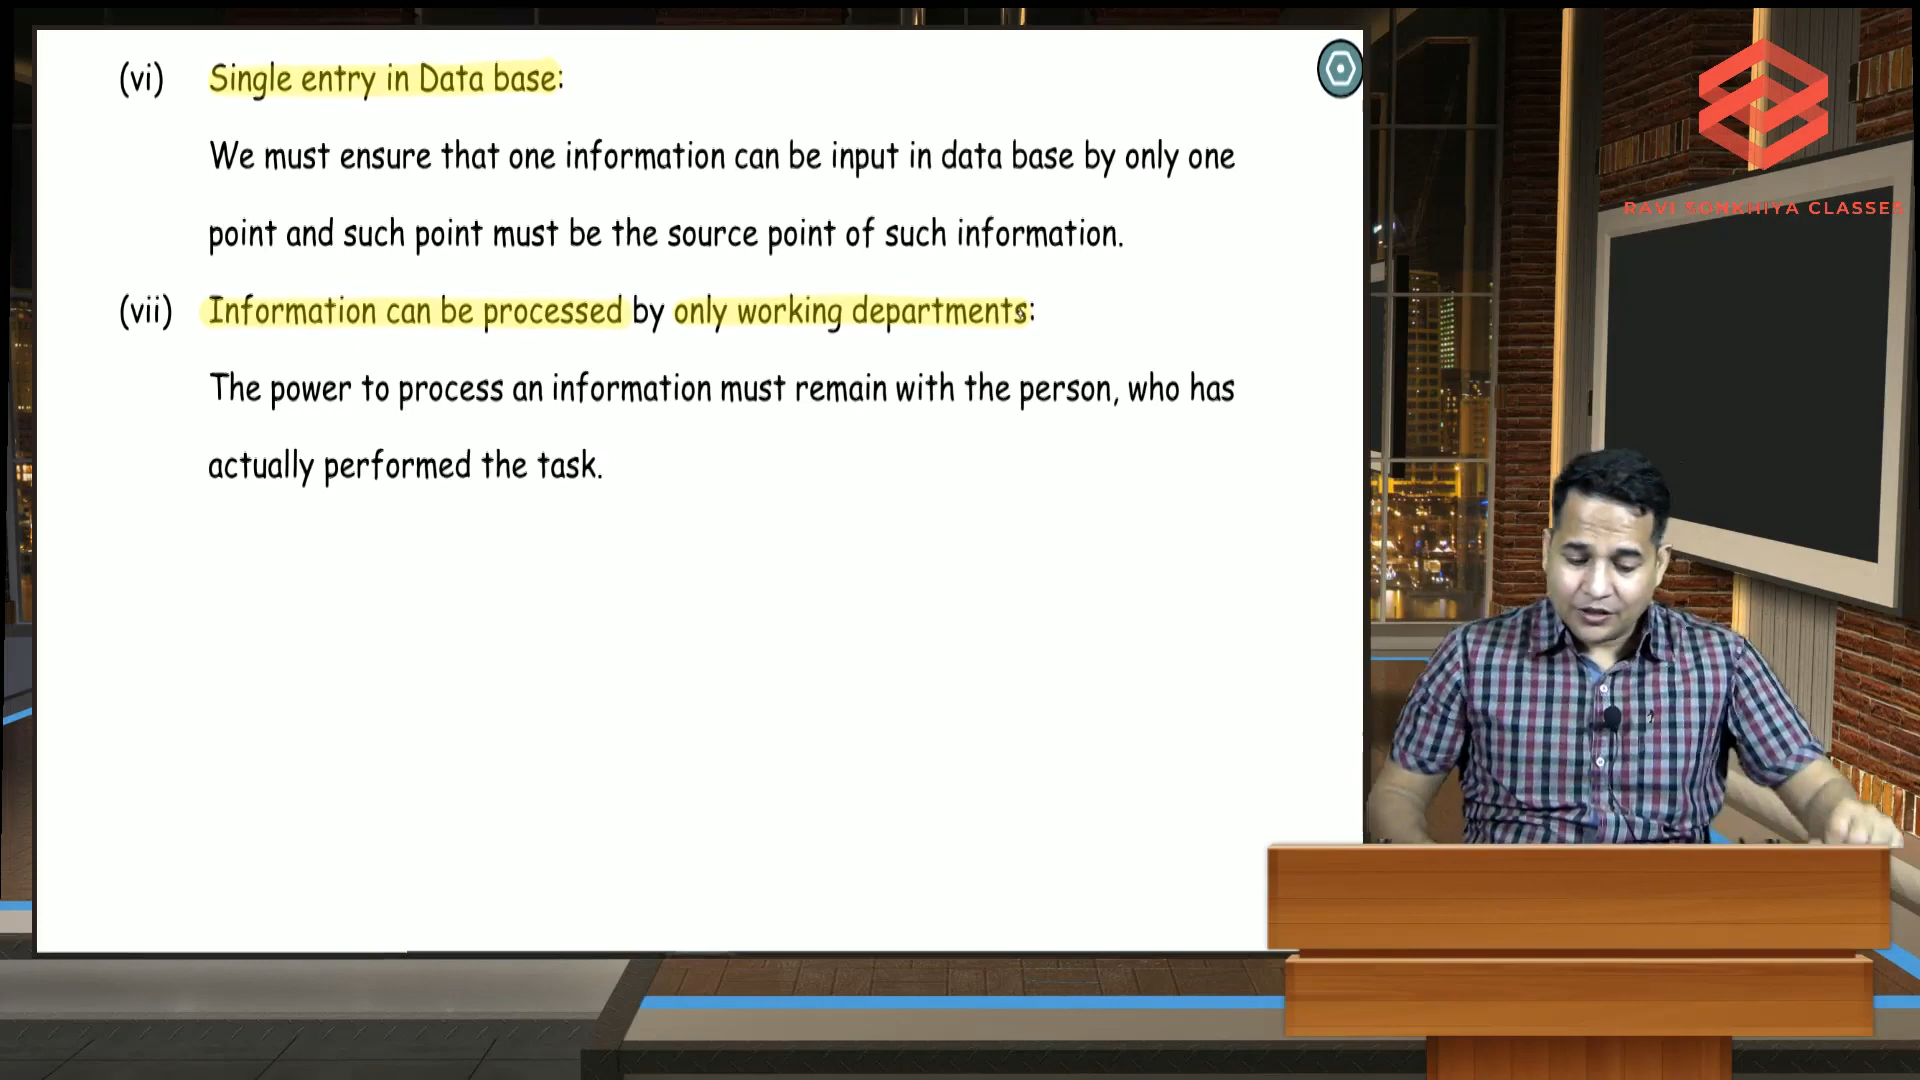 (vi) Single entry in Data base:
We must ensure that one information can be input in data base by only one
point and such point must be the source point of such information.
(vii) Information can be processed by only working departments:
The power to process an information must remain with the person, who has
actually performed the task.
RAVI SONKHIYA CLASSES